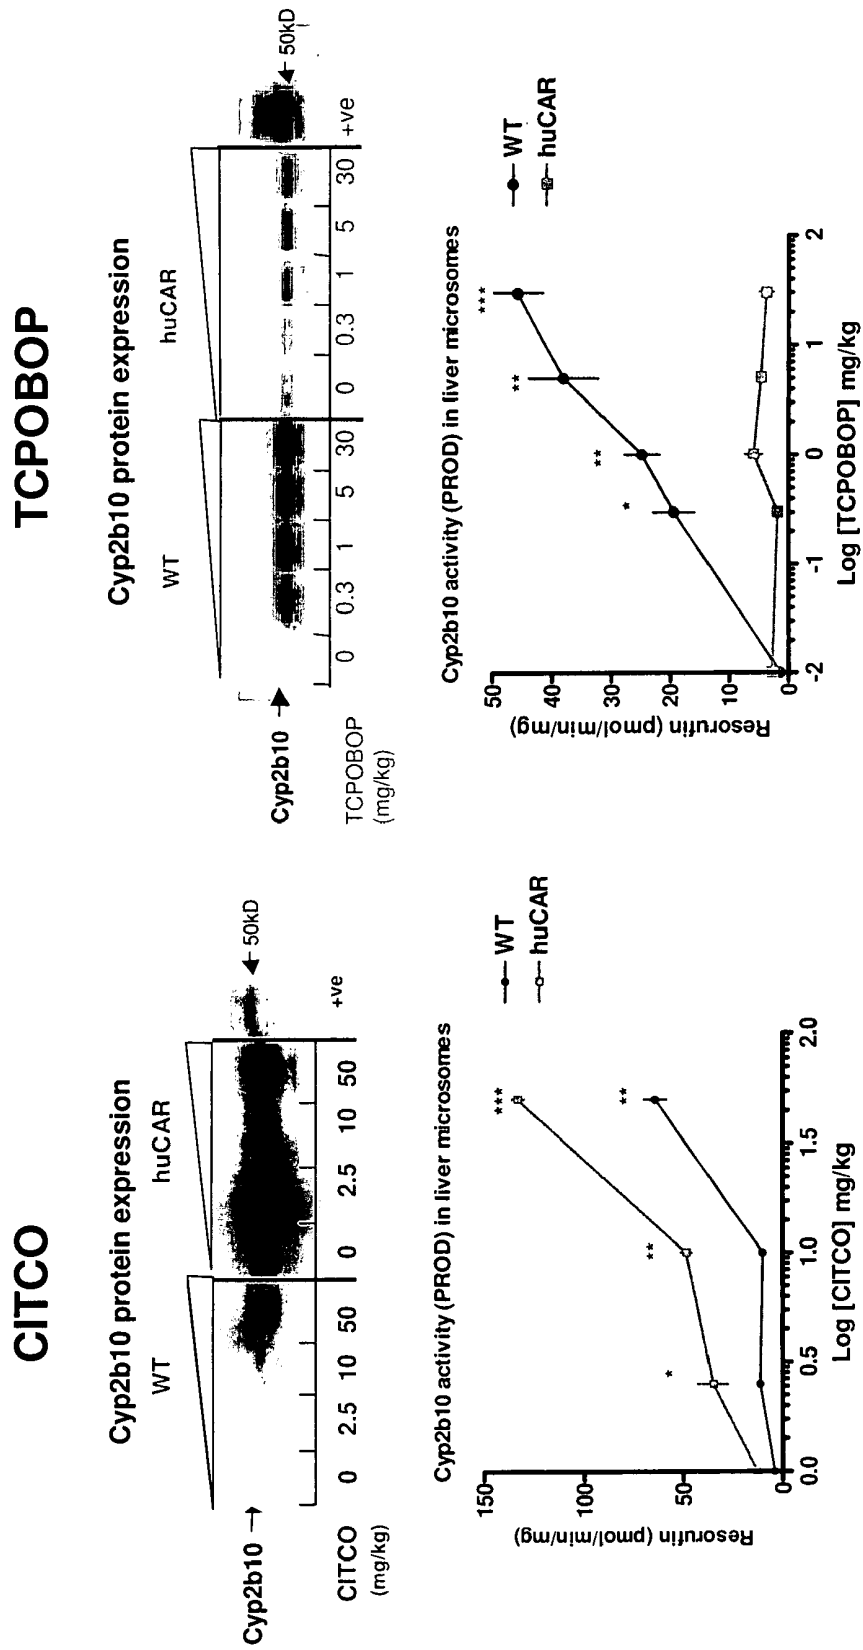 CITCO
Cyp2b10 protein expression
WT huCAR
Cyp2b10
50kD
CITCO
(mg/kg)
0 2.5 10 50 0 2.5 10 50 +ve
Cyp2b10 activity (PROD) in liver microsomes
*
**
***
**
WT
huCAR
Resorufin (pmol/min/mg)
150
100
50
0
0.0 0.5 1.0 1.5 2.0
Log [CITCO] mg/kg
TCPOBOP
Cyp2b10 protein expression
WT huCAR
Cyp2b10
50kD
TCPOBOP
(mg/kg)
0 0.3 1 5 30 0 0.3 1 5 30 +ve
Cyp2b10 activity (PROD) in liver microsomes
*
**
**
***
WT
huCAR
Resorufin (pmol/min/mg)
50
40
30
20
10
0
-2 -1 0 1 2
Log [TCPOBOP] mg/kg